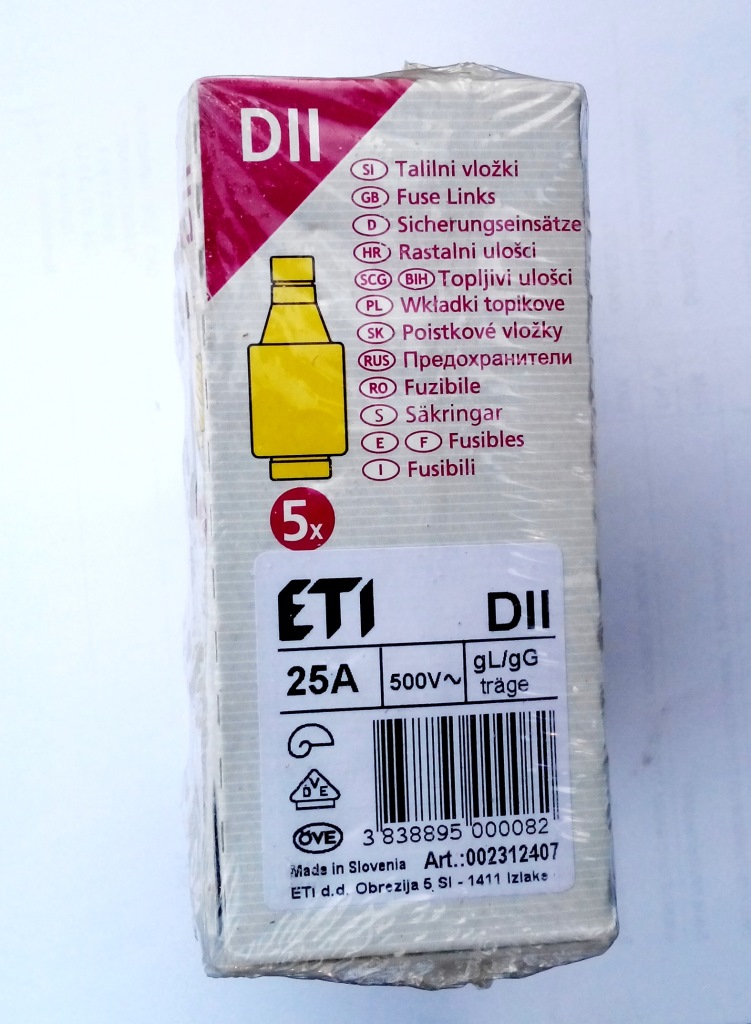 DII
SI Talilni vložki
GB Fuse Links
D Sicherungseinsätze
HR Rastalni ulošci
SCG BIH Topljivi ulošci
PL Wkładki topikowe
SK Poistkové vložky
RUS Предохранители
RO Fuzibile
S Säkringar
E F Fusibles
I Fusibili
5x
ETI DII
25A 500V~ gL/gG
träge
DVE
ÖVE
3 838895 000082
Made in Slovenia Art.:002312407
ETI d.d. Obrezija 5, SI - 1411 Izlake